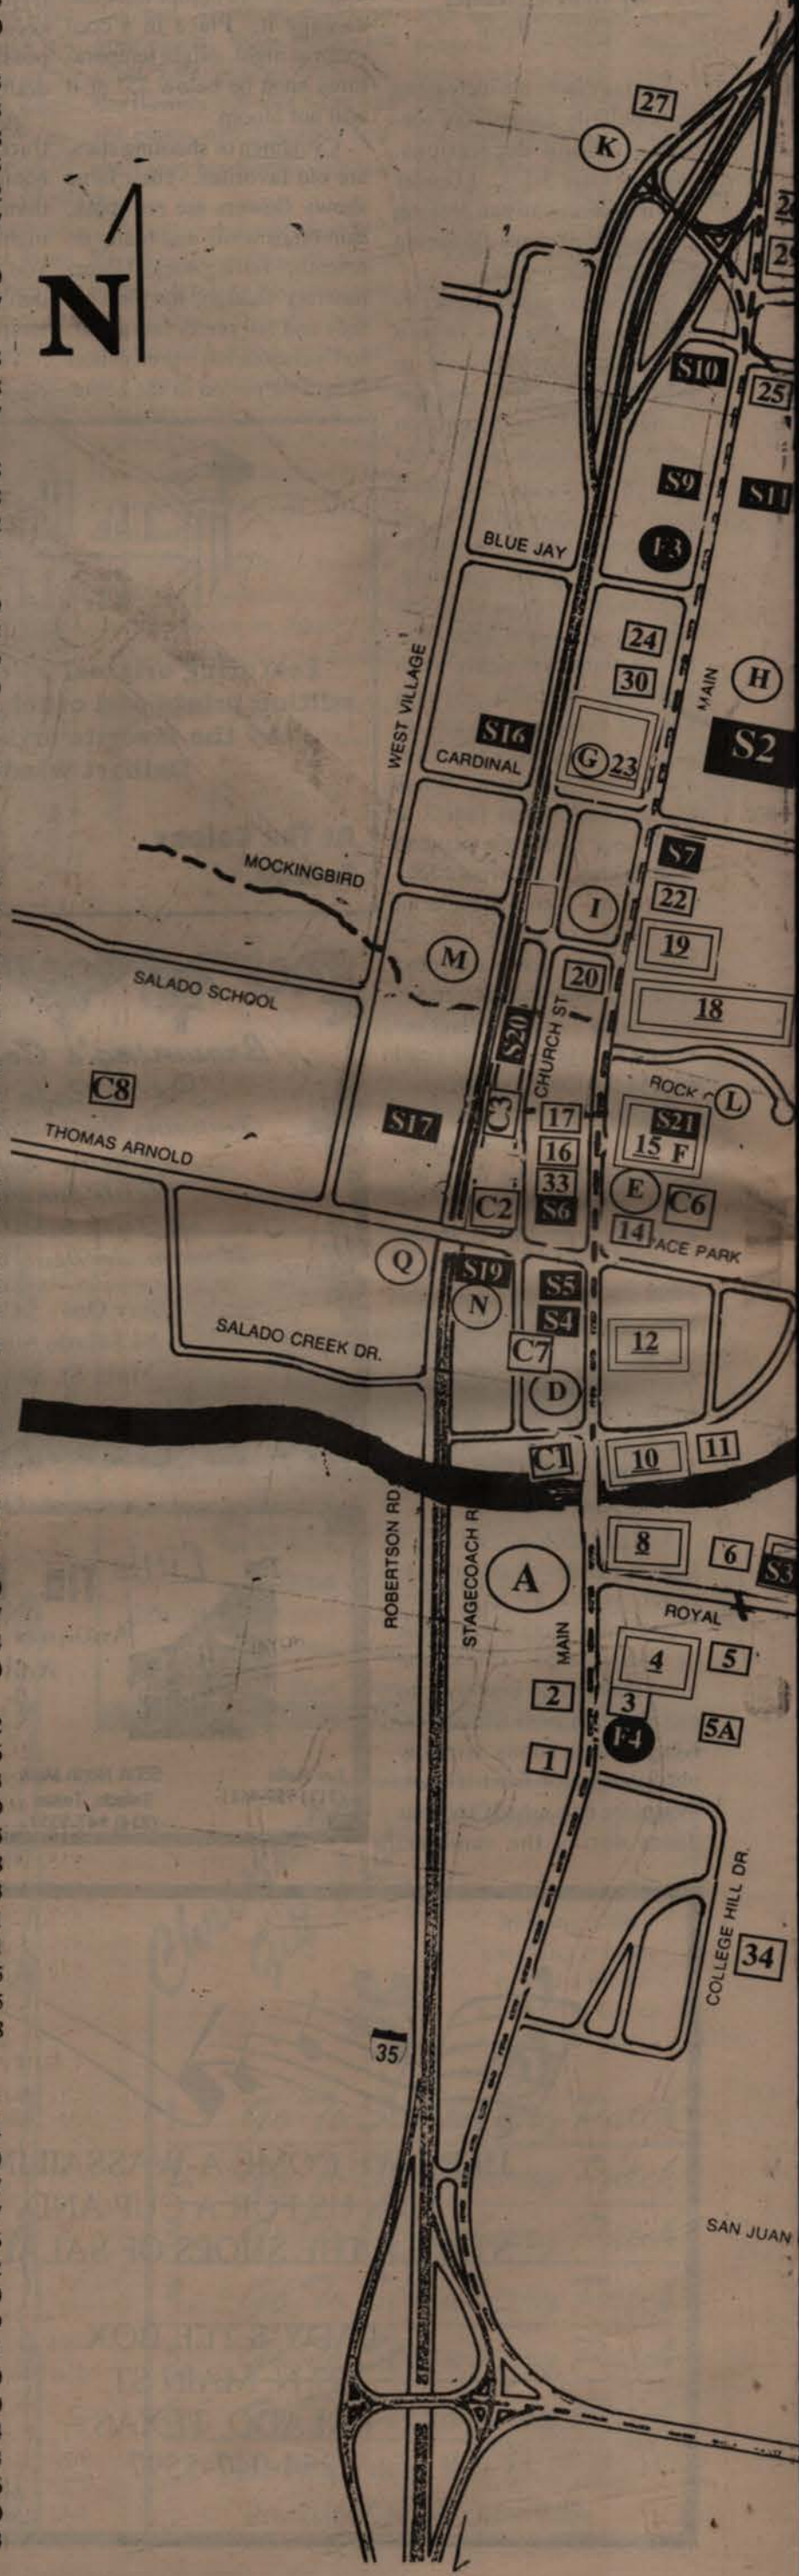 27
K
N
S10
25
S9
S11
F3
BLUE JAY
24
30
MAIN
H
WEST VILLAGE
S16
CARDINAL
G 23
S2
S7
MOCKINGBIRD
22
I
19
M
SALADO SCHOOL
20
18
S20
CHURCH ST
ROCK
L
C8
C3
S17
17
S21
16
15 F
THOMAS ARNOLD
33
E
C6
C2
S6
14
ACE PARK
Q
S19
N
S5
S4
SALADO CREEK DR.
C7
12
D
C1
10
11
ROBERTSON RD
STAGECOACH R
8
6
S3
A
ROYAL
MAIN
4
5
2
3
F4
5A
1
COLLEGE HILL DR.
34
35
SAN JUAN